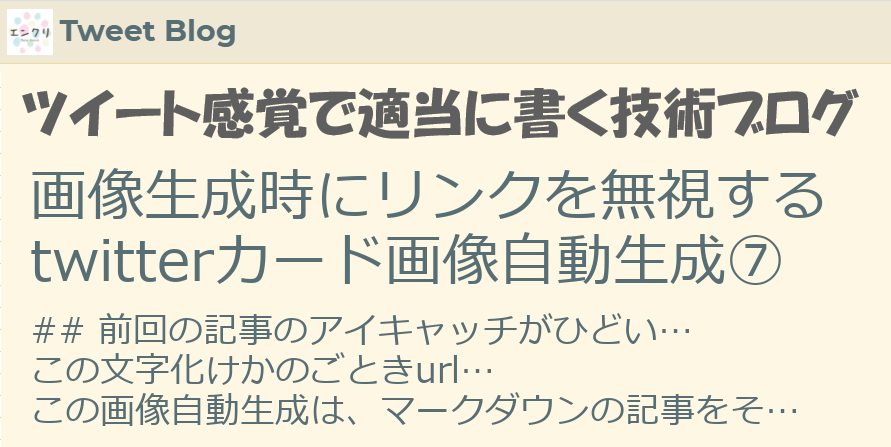 エンクリ Tweet Blog
ツイート感覚で適当に書く技術ブログ
画像生成時にリンクを無視する
twitterカード画像自動生成⑦
## 前回の記事のアイキャッチがひどい…
この文字化けかのごときurl…
この画像自動生成は、マークダウンの記事をそ…